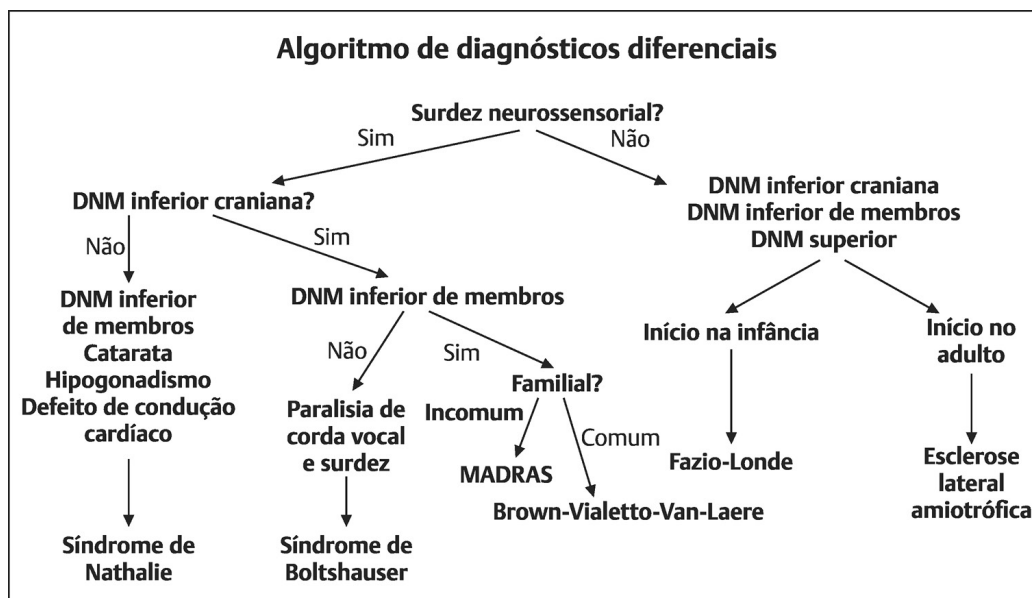 Algoritmo de diagnósticos diferenciais
Surdez neurossensorial?
Sim
Não
DNM inferior craniana?
DNM inferior craniana
DNM inferior de membros
DNM superior
Não
Sim
DNM inferior
de membros
Catarata
Hipogonadismo
Defeito de condução
cardíaco
DNM inferior de membros
Início na infância
Início no
adulto
Não
Sim
Familial?
Paralisia de
corda vocal
e surdez
Incomum
Comum
MADRAS
Brown-Vialetto-Van-Laere
Fazio-Londe
Esclerose
lateral
amiotrófica
Síndrome de
Nathalie
Síndrome de
Boltshauser